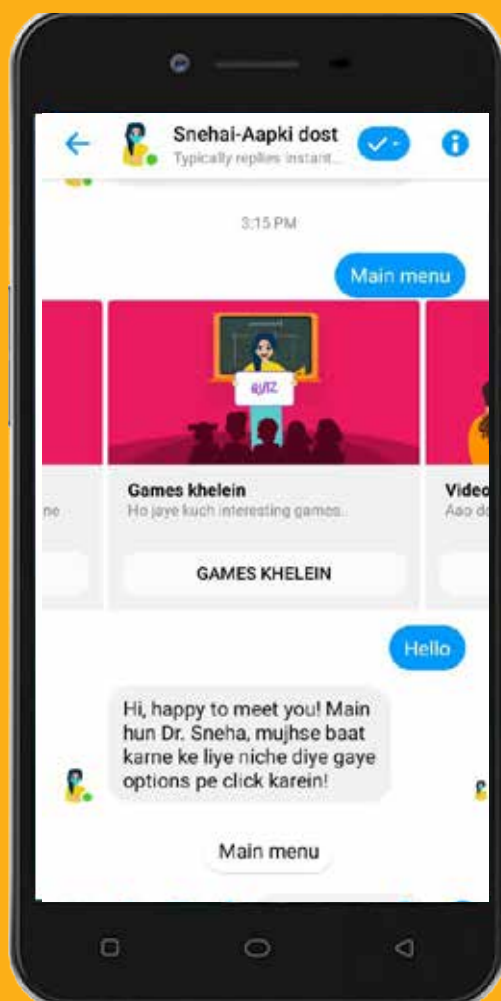 Snehai-Aapki dost
Typically replies instant...
3:15 PM
Main menu
QUIZ
Games khelein
Ho jaye kuch interesting games..
GAMES KHELEIN
ne
Video
Aao de
Hello
Hi, happy to meet you! Main
hun Dr. Sneha, mujhse baat
karne ke liye niche diye gaye
options pe click karein!
Main menu